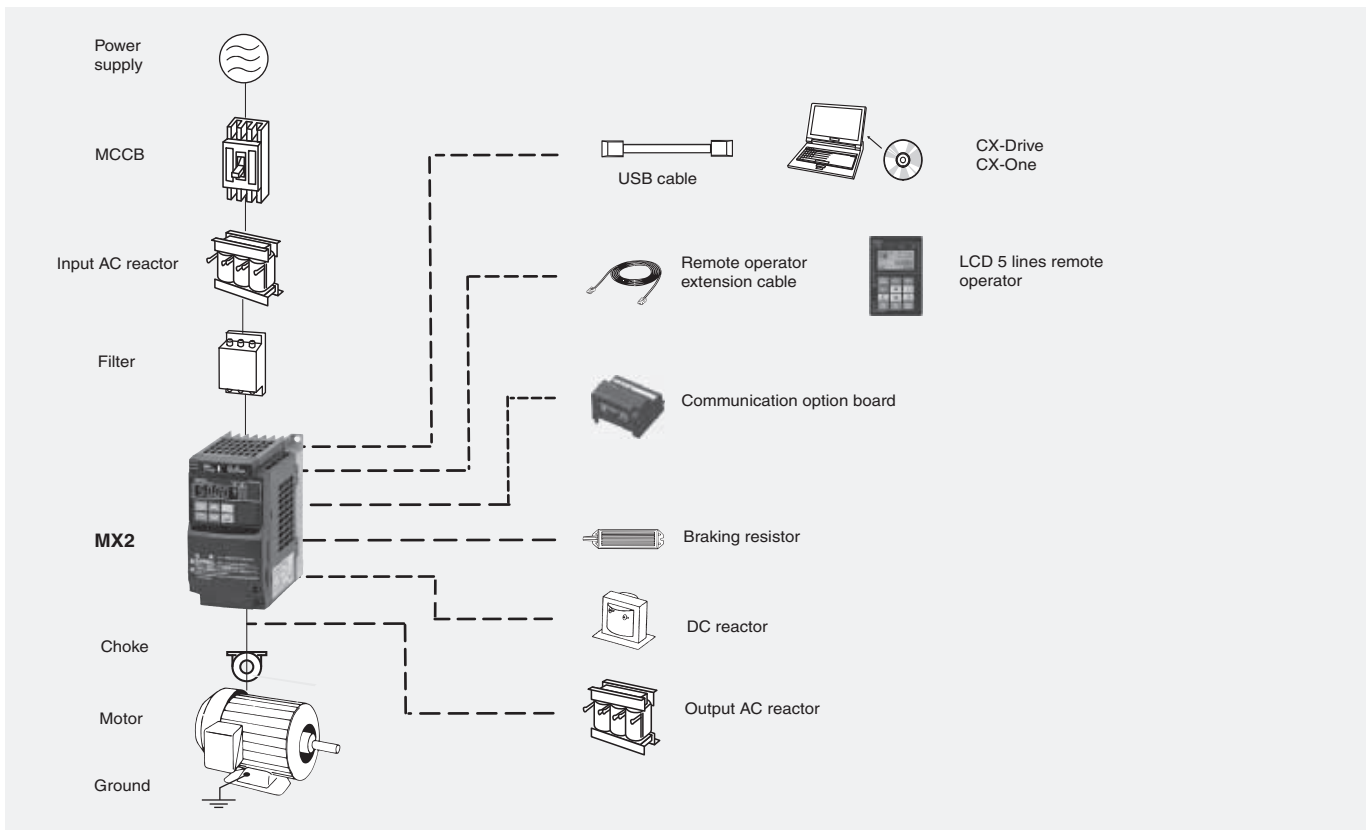 Power
supply
MCCB
Input AC reactor
Filter
MX2
Choke
Motor
Ground
USB cable
CX-Drive
CX-One
Remote operator
extension cable
LCD 5 lines remote
operator
Communication option board
Braking resistor
DC reactor
Output AC reactor